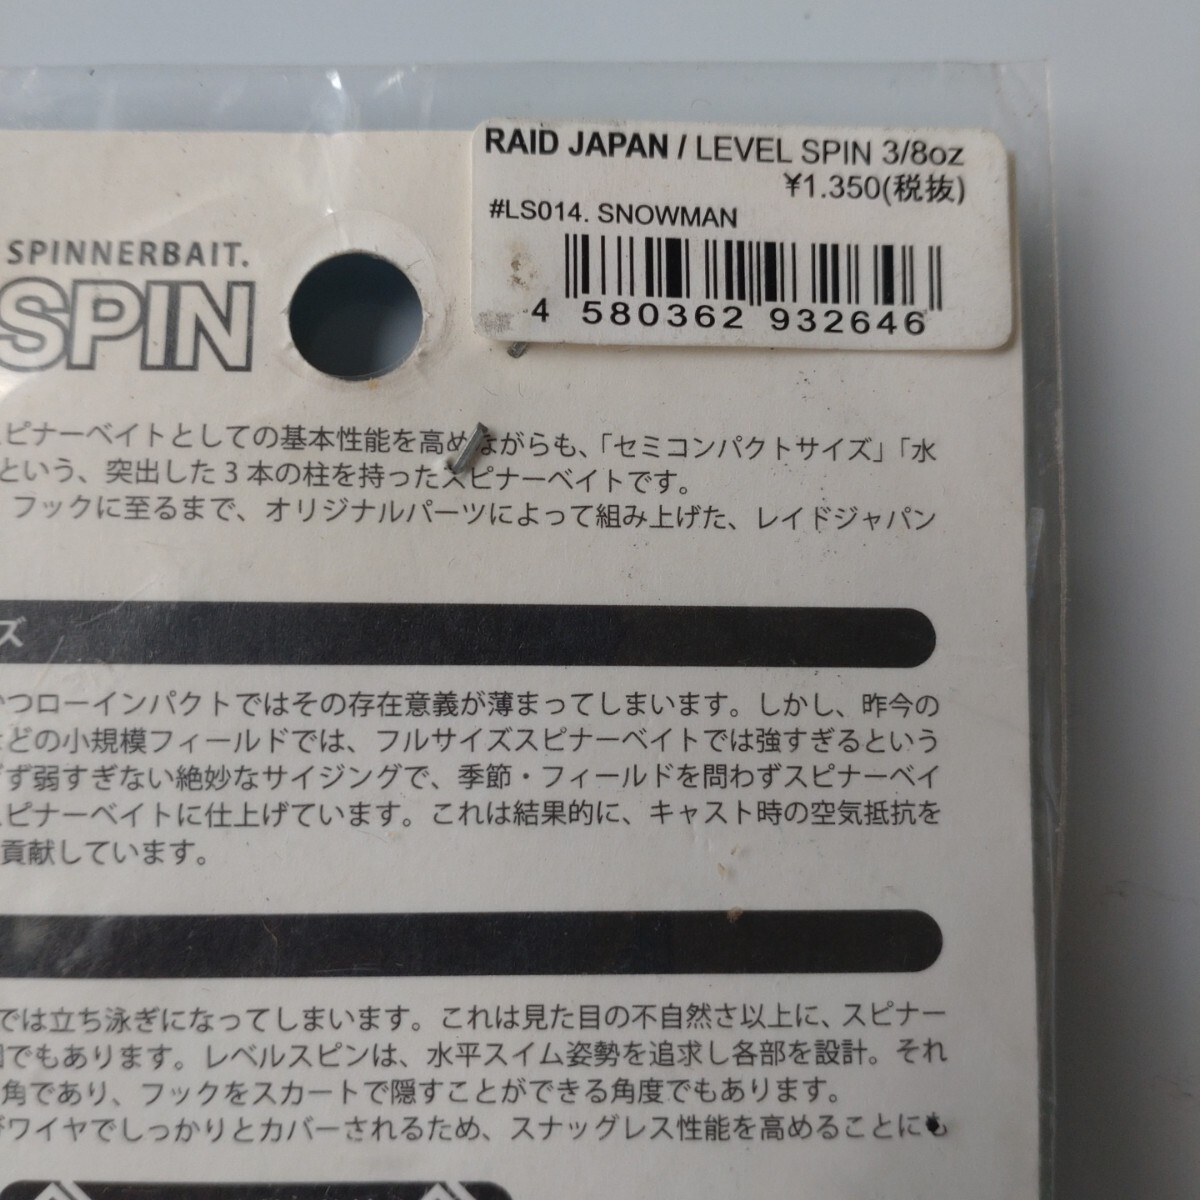 RAID JAPAN / LEVEL SPIN 3/8oz
¥1.350(税抜)
#LS014. SNOWMAN
4 580362 932646
SPINNERBAIT.
SPIN
スピナーベイトとしての基本性能を高めながらも、「セミコンパクトサイズ」「水
という、突出した3本の柱を持ったスピナーベイトです。
フックに至るまで、オリジナルパーツによって組み上げた、レイドジャパン
ズ
かつローインパクトではその存在意義が薄まってしまいます。しかし、昨今の
などの小規模フィールドでは、フルサイズスピナーベイトでは強すぎるという
ぎず弱すぎない絶妙なサイジングで、季節・フィールドを問わずスピナーベイ
スピナーベイトに仕上げています。これは結果的に、キャスト時の空気抵抗を
貢献しています。
では立ち泳ぎになってしまいます。これは見た目の不自然さ以上に、スピナー
でもあります。レベルスピンは、水平スイム姿勢を追求し各部を設計。それ
角であり、フックをスカートで隠すことができる角度でもあります。
ワイヤでしっかりとカバーされるため、スナッグレス性能を高めることにも